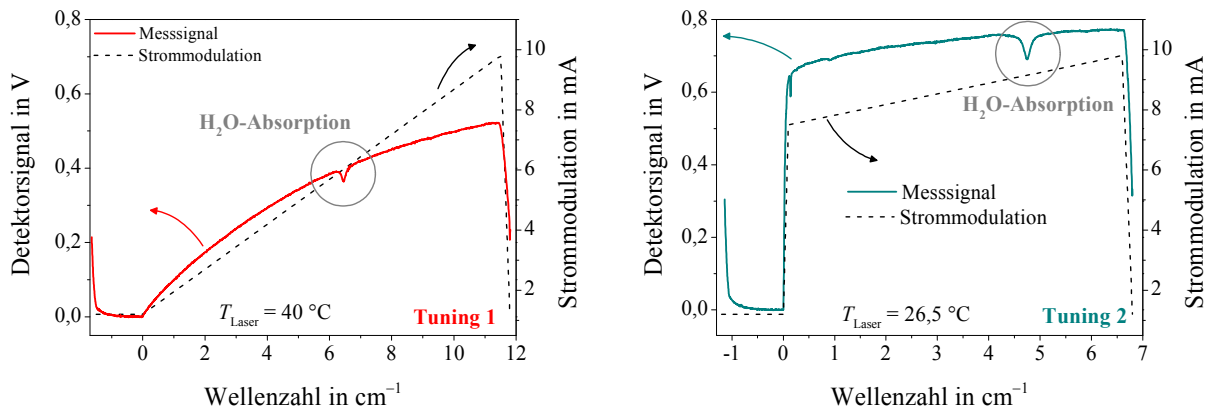 0,8
0,6
0,4
0,2
0,0
Detektorsignal in V
Messsignal
Strommodulation
H₂O-Absorption
T_Laser = 40 °C
Tuning 1
0 2 4 6 8 10 12
Wellenzahl in cm⁻¹
10
8
6
4
2
Strommodulation in mA
0,8
0,6
0,4
0,2
0,0
Detektorsignal in V
H₂O-Absorption
Messsignal
Strommodulation
T_Laser = 26,5 °C
Tuning 2
-1 0 1 2 3 4 5 6 7
Wellenzahl in cm⁻¹
10
8
6
4
2
Strommodulation in mA